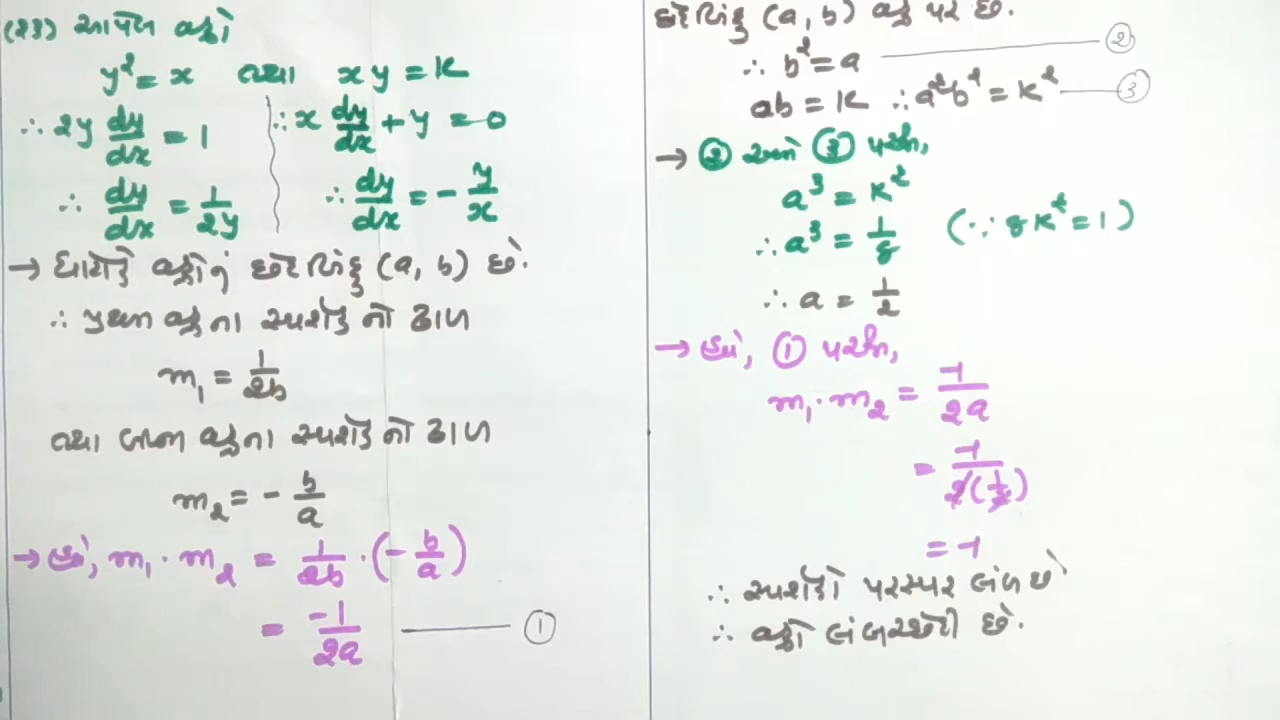 (23) આપેલ વક્રો
y² = x તથા xy = k
∴ 2y dy/dx = 1
∴ dy/dx = 1/2y
∴ x dy/dx + y = 0
∴ dy/dx = - y/x
→ ધારોકે વક્રોનું છેદબિંદુ (a, b) છે.
∴ પ્રથમ વક્રના સ્પર્શકનો ઢાળ
m₁ = 1/2b
તથા બીજા વક્રના સ્પર્શકનો ઢાળ
m₂ = - b/a
→ હવે, m₁ · m₂ = 1/2b · (- b/a)
= -1/2a —— ①
છેદબિંદુ (a, b) વક્ર પર છે.
∴ b² = a —— ②
ab = k ∴ a²b² = k² —— ③
→ ② અને ③ પરથી,
a³ = k²
∴ a³ = 1/8 (∵ 8k² = 1)
∴ a = 1/2
→ હવે, ① પરથી,
m₁ · m₂ = -1/2a
= -1/2(1/2)
= -1
∴ સ્પર્શકો પરસ્પર લંબ છે
∴ વક્રો લંબચ્છેદી છે.